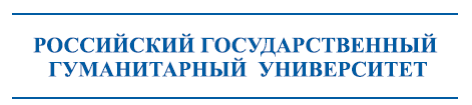 РОССИЙСКИЙ ГОСУДАРСТВЕННЫЙ
ГУМАНИТАРНЫЙ УНИВЕРСИТЕТ